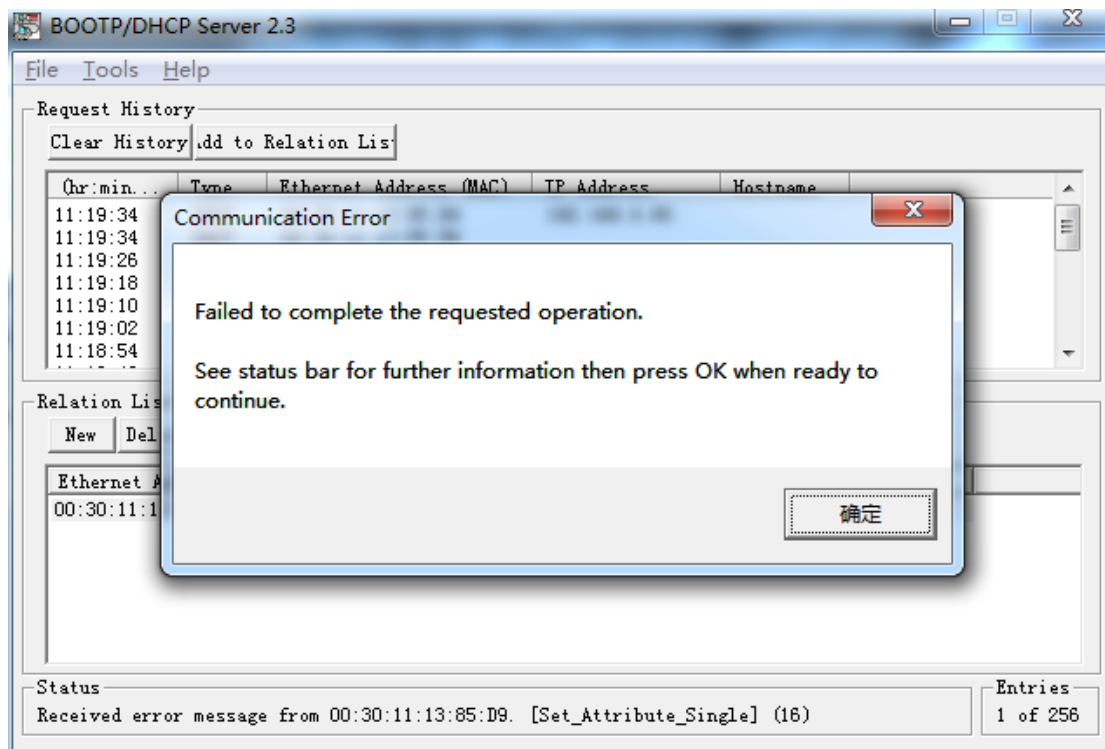 BOOTP/DHCP Server 2.3
File Tools Help
Request History
Clear History dd to Relation Lis
(hr:min... Type Ethernet Address (MAC) IP Address Hostname
11:19:34
11:19:34
11:19:26
11:19:18
11:19:10
11:19:02
11:18:54
Communication Error
Failed to complete the requested operation.
See status bar for further information then press OK when ready to
continue.
确定
Relation Lis
New Del
Ethernet A
00:30:11:1
Status
Received error message from 00:30:11:13:85:D9. [Set_Attribute_Single] (16)
Entries
1 of 256